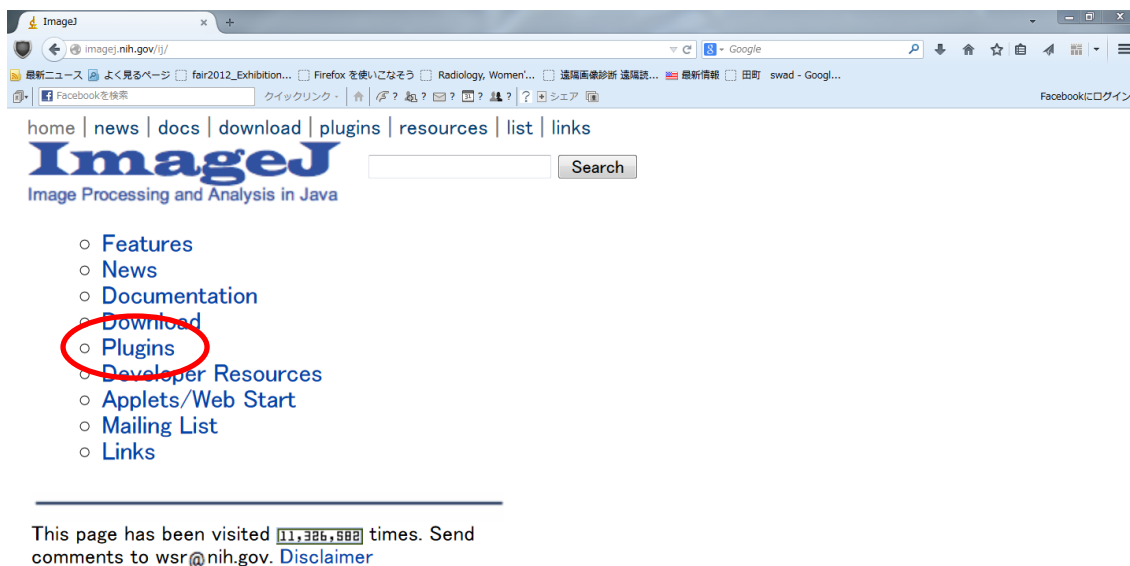 ImageJ
imagej.nih.gov/ij/
Google
最新ニュース よく見るページ fair2012_Exhibition... Firefox を使いこなそう Radiology, Women'... 遠隔画像診断 遠隔読... 最新情報 田町 swad - Googl...
Facebookを検索 クイックリンク ? ? ? ? ? ? シェア Facebookにログイン
home | news | docs | download | plugins | resources | list | links
ImageJ
Search
Image Processing and Analysis in Java
Features
News
Documentation
Download
Plugins
Developer Resources
Applets/Web Start
Mailing List
Links
This page has been visited 11,326,582 times. Send
comments to wsr@nih.gov. Disclaimer